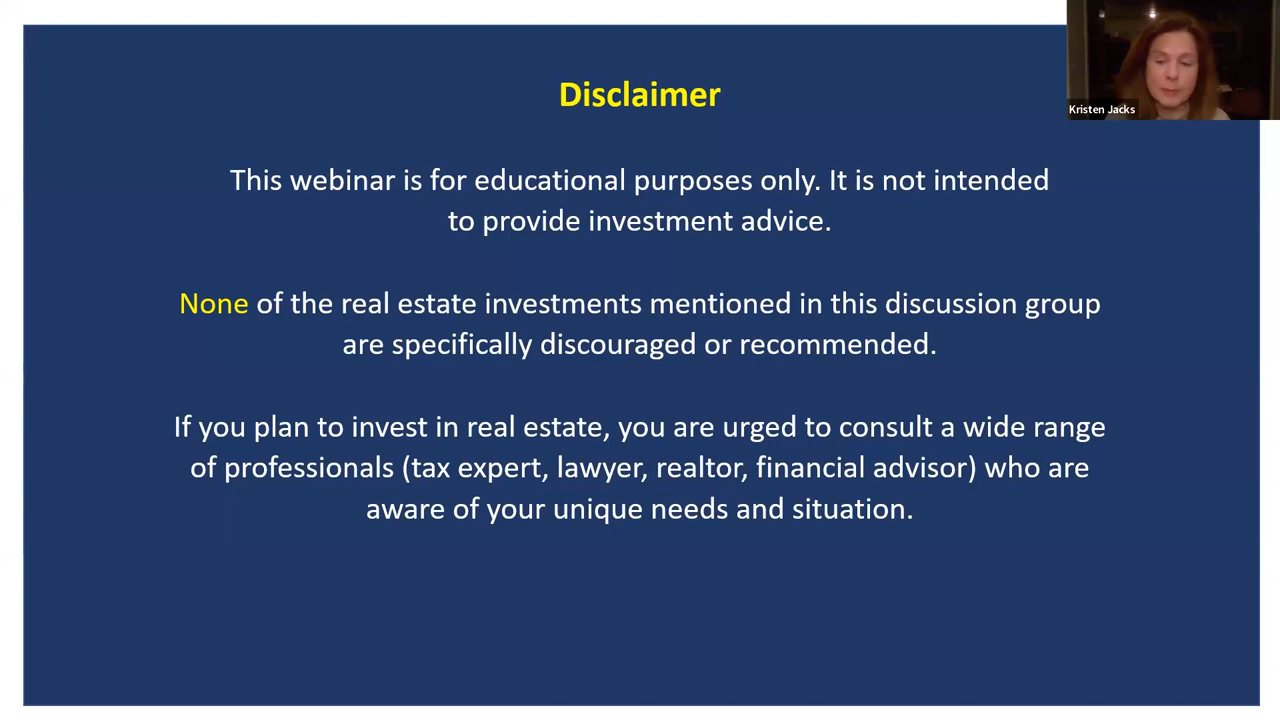 Disclaimer
Kristen Jacks
This webinar is for educational purposes only. It is not intended
to provide investment advice.
None of the real estate investments mentioned in this discussion group
are specifically discouraged or recommended.
If you plan to invest in real estate, you are urged to consult a wide range
of professionals (tax expert, lawyer, realtor, financial advisor) who are
aware of your unique needs and situation.